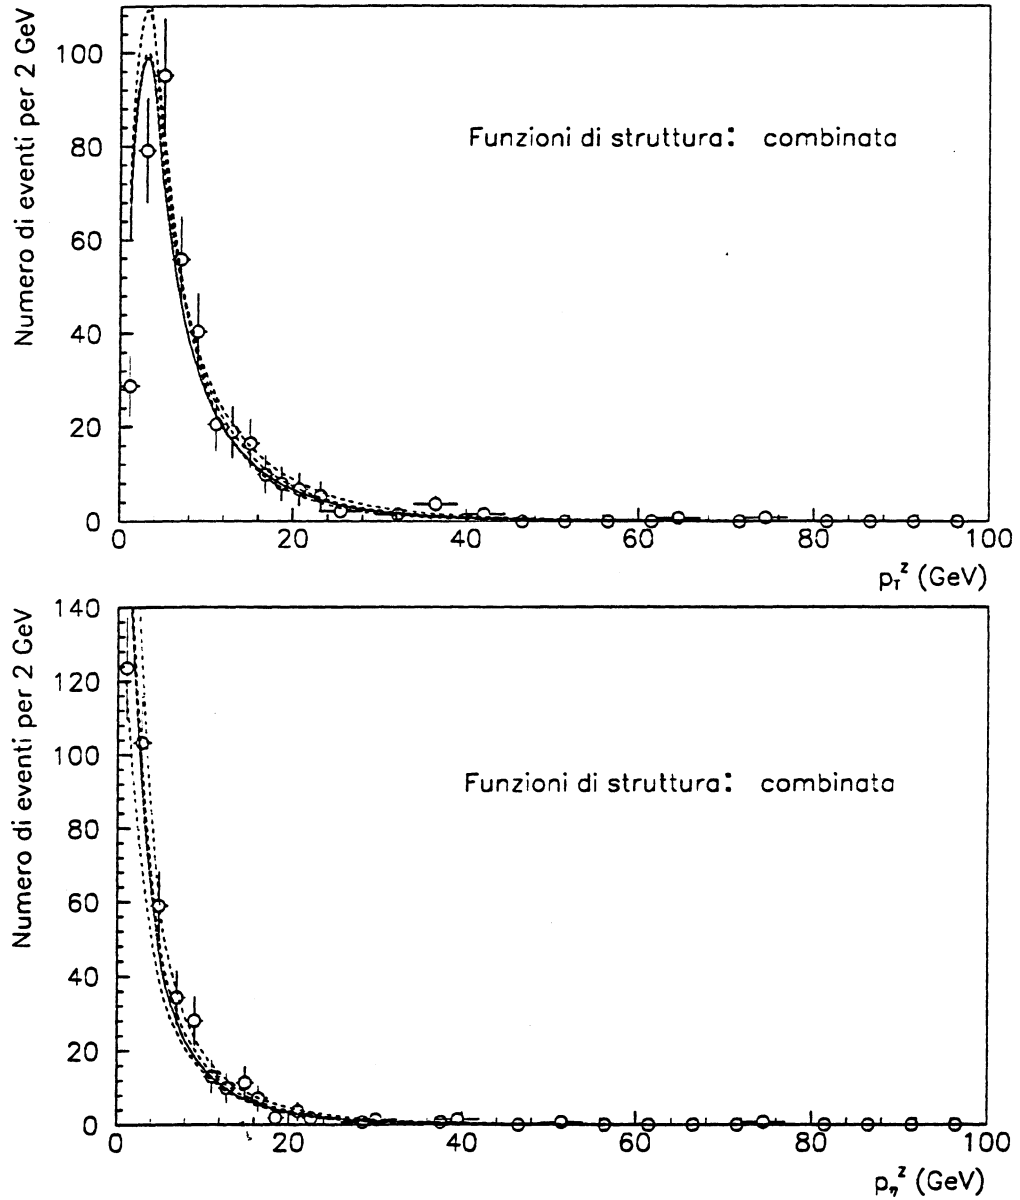 Numero di eventi per 2 GeV
100
80
60
40
20
0
Funzioni di struttura: combinata
0 20 40 60 80 100
p_T^Z (GeV)
Numero di eventi per 2 GeV
140
120
100
80
60
40
20
0
Funzioni di struttura: combinata
0 20 40 60 80 100
p_η^Z (GeV)